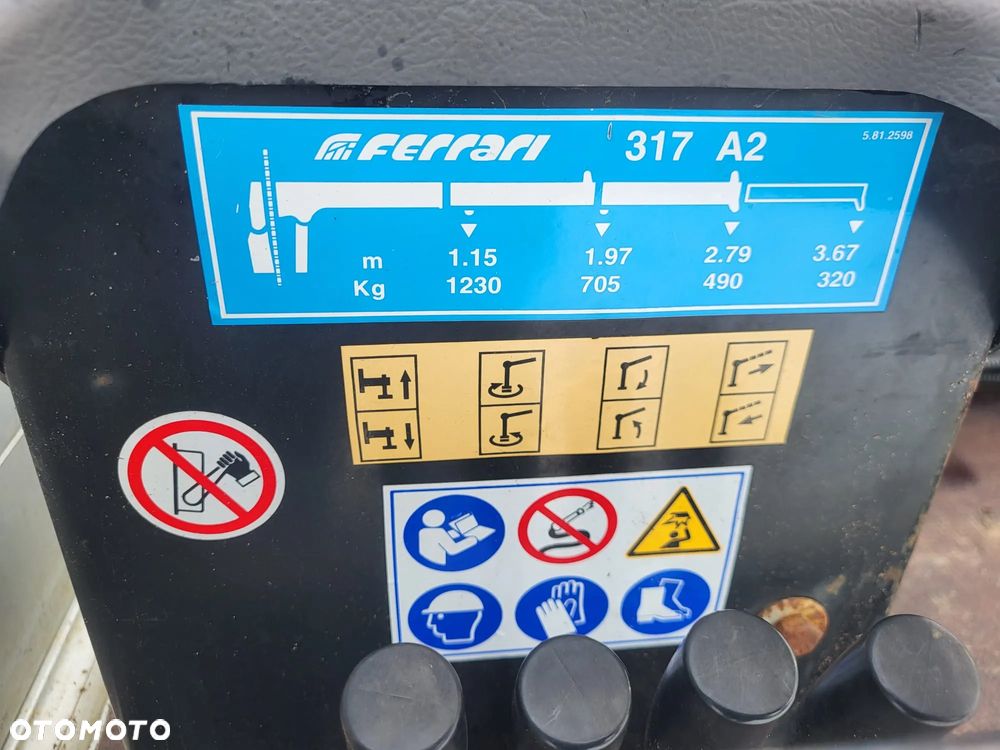 Ferrari 317 A2 5.81.2598
m 1.15 1.97 2.79 3.67
Kg 1230 705 490 320
OTOMOTO